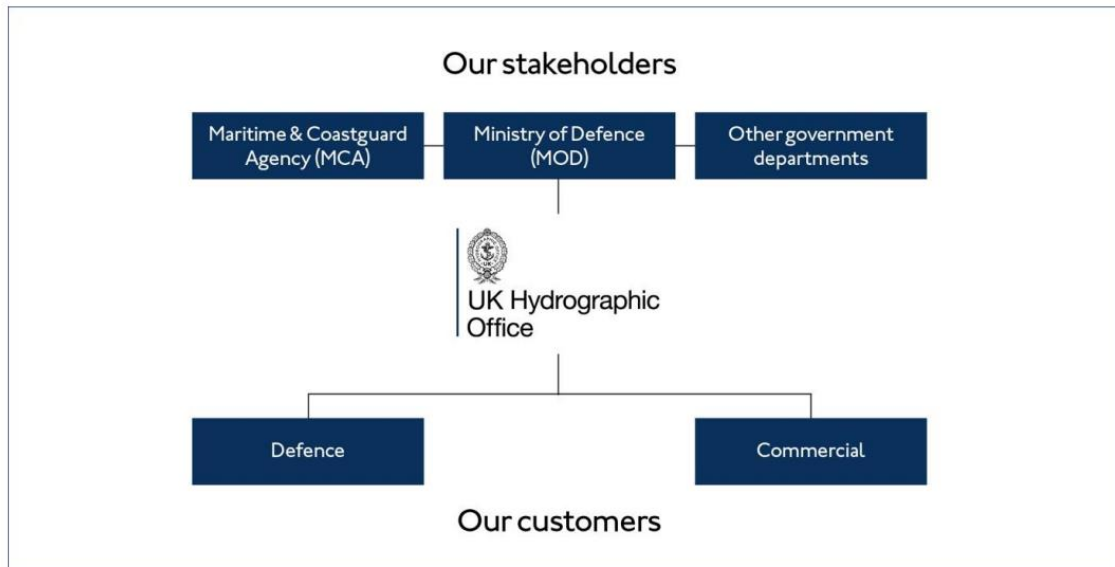 Our stakeholders
Maritime & Coastguard
Agency (MCA)
Ministry of Defence
(MOD)
Other government
departments
UK Hydrographic
Office
Defence
Commercial
Our customers